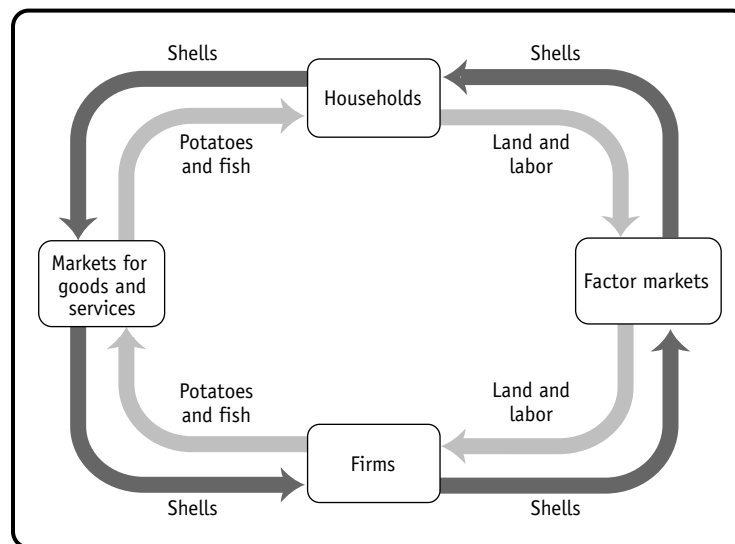 Shells
Shells
Households
Potatoes
and fish
Land and
labor
Markets for
goods and
services
Factor markets
Potatoes
and fish
Land and
labor
Firms
Shells
Shells